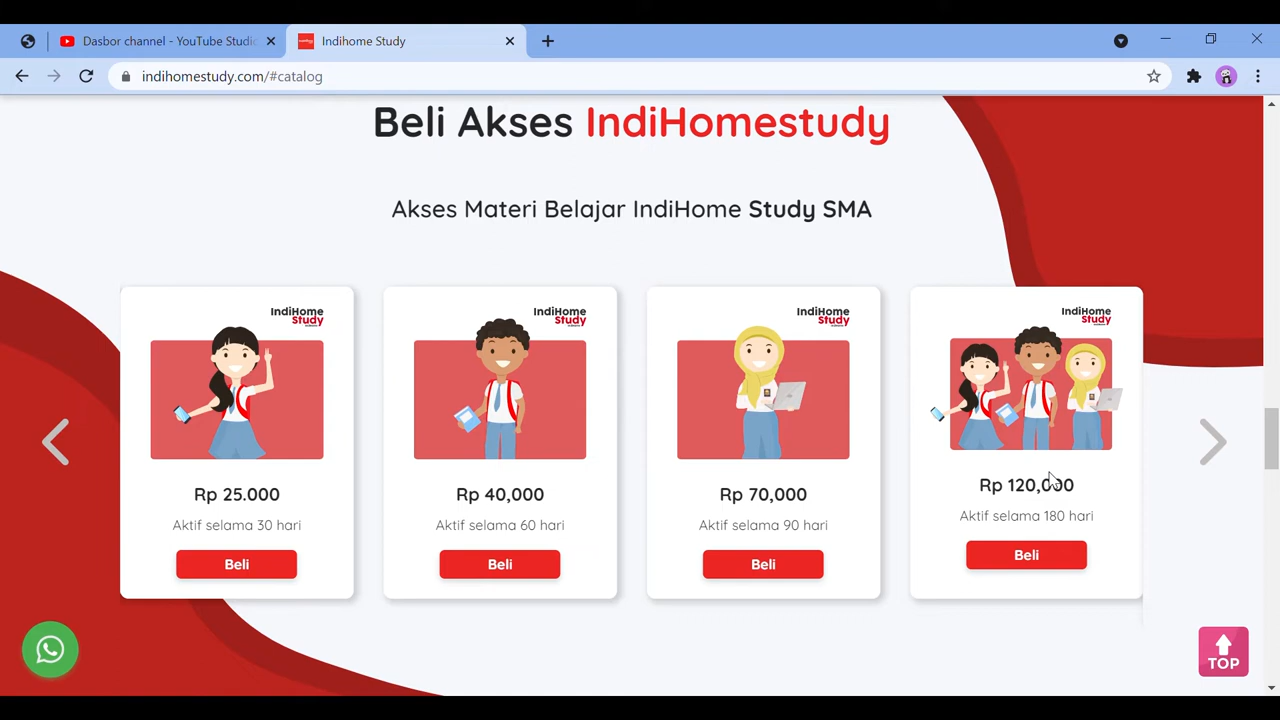 Dasbor channel - YouTube Studio
Indihome Study
indihomestudy.com/#catalog
Beli Akses IndiHomestudy
Akses Materi Belajar IndiHome Study SMA
IndiHome
Study
Rp 25.000
Aktif selama 30 hari
Beli
IndiHome
Study
Rp 40,000
Aktif selama 60 hari
Beli
IndiHome
Study
Rp 70,000
Aktif selama 90 hari
Beli
IndiHome
Study
Rp 120,000
Aktif selama 180 hari
Beli
TOP